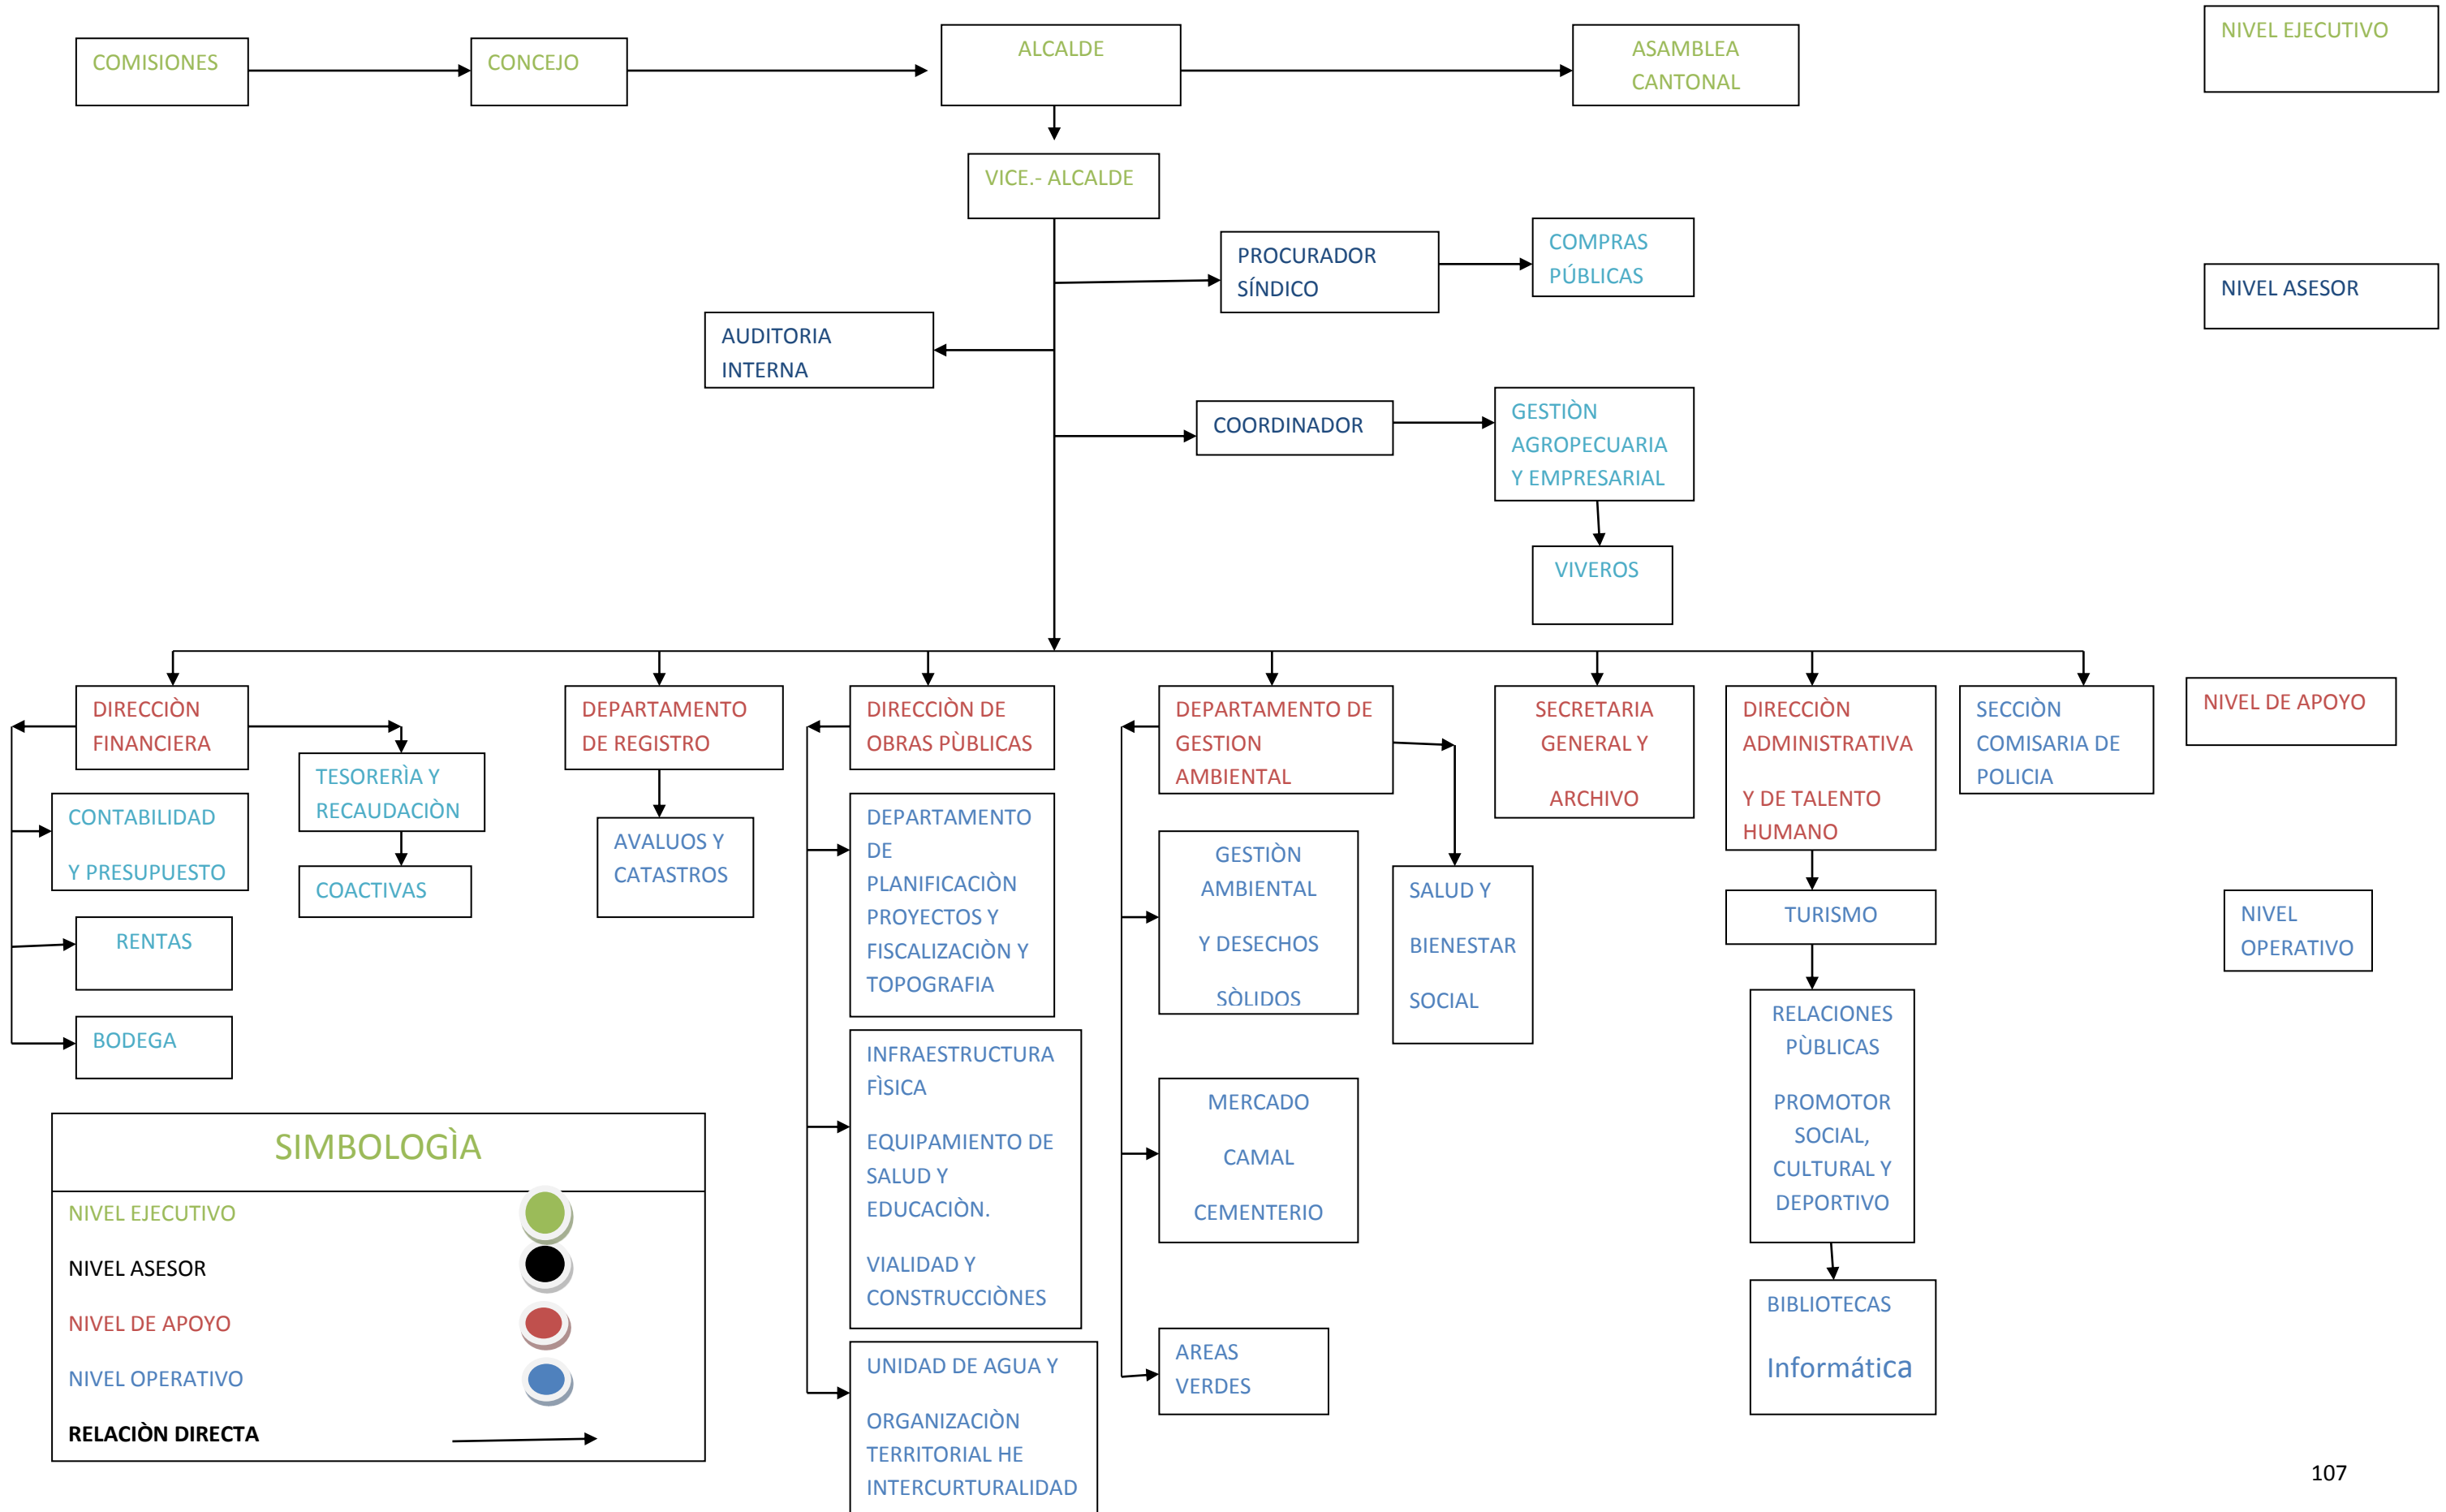 COMISIONES
CONCEJO
ALCALDE
ASAMBLEA
CANTONAL
NIVEL EJECUTIVO
VICE.- ALCALDE
PROCURADOR
SÍNDICO
COMPRAS
PÚBLICAS
NIVEL ASESOR
AUDITORIA
INTERNA
COORDINADOR
GESTIÒN
AGROPECUARIA
Y EMPRESARIAL
VIVEROS
DIRECCIÒN
FINANCIERA
DEPARTAMENTO
DE REGISTRO
DIRECCIÒN DE
OBRAS PÙBLICAS
DEPARTAMENTO DE
GESTION
AMBIENTAL
SECRETARIA
GENERAL Y
ARCHIVO
DIRECCIÒN
ADMINISTRATIVA
Y DE TALENTO
HUMANO
SECCIÒN
COMISARIA DE
POLICIA
NIVEL DE APOYO
TESORERÌA Y
RECAUDACIÒN
CONTABILIDAD
Y PRESUPUESTO
COACTIVAS
RENTAS
BODEGA
AVALUOS Y
CATASTROS
DEPARTAMENTO
DE
PLANIFICACIÒN
PROYECTOS Y
FISCALIZACIÒN Y
TOPOGRAFIA
INFRAESTRUCTURA
FÌSICA
EQUIPAMIENTO DE
SALUD Y
EDUCACIÒN.
VIALIDAD Y
CONSTRUCCIÒNES
UNIDAD DE AGUA Y
ORGANIZACIÒN
TERRITORIAL HE
INTERCURTURALIDAD
GESTIÒN
AMBIENTAL
Y DESECHOS
SÒLIDOS
SALUD Y
BIENESTAR
SOCIAL
MERCADO
CAMAL
CEMENTERIO
AREAS
VERDES
TURISMO
RELACIONES
PÙBLICAS
PROMOTOR
SOCIAL,
CULTURAL Y
DEPORTIVO
BIBLIOTECAS
Informática
NIVEL
OPERATIVO
SIMBOLOGÌA
NIVEL EJECUTIVO
NIVEL ASESOR
NIVEL DE APOYO
NIVEL OPERATIVO
RELACIÒN DIRECTA
107